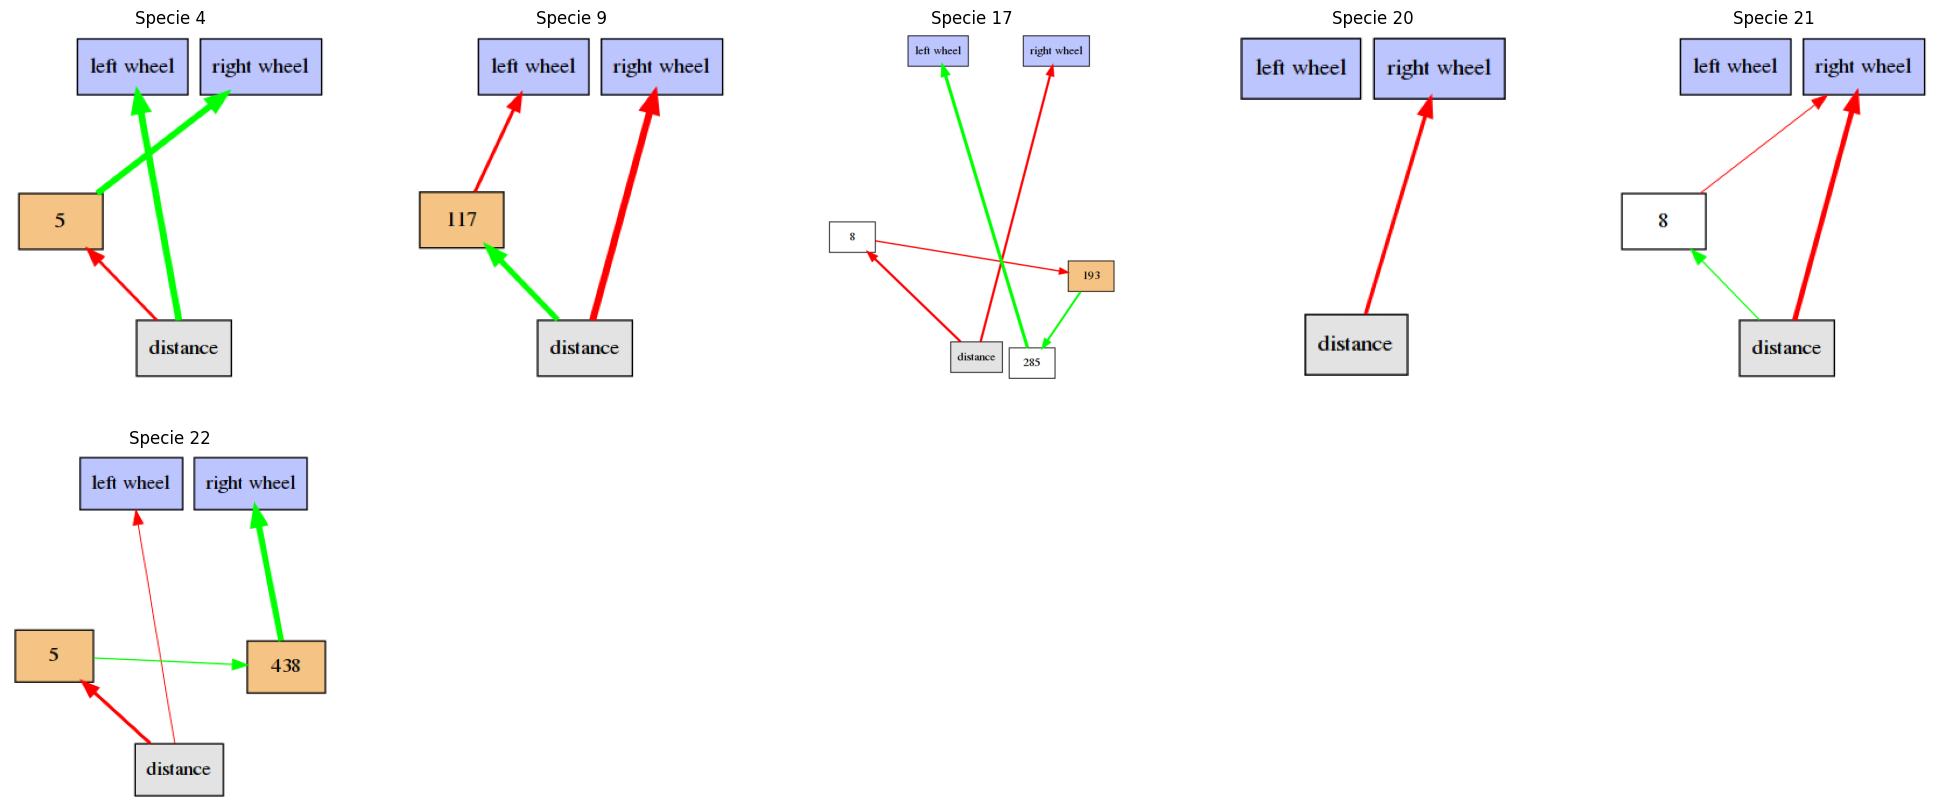 Specie 4
left wheel
right wheel
5
distance
Specie 9
left wheel
right wheel
117
distance
Specie 17
left wheel
right wheel
8
193
distance
285
Specie 20
left wheel
right wheel
distance
Specie 21
left wheel
right wheel
8
distance
Specie 22
left wheel
right wheel
5
438
distance